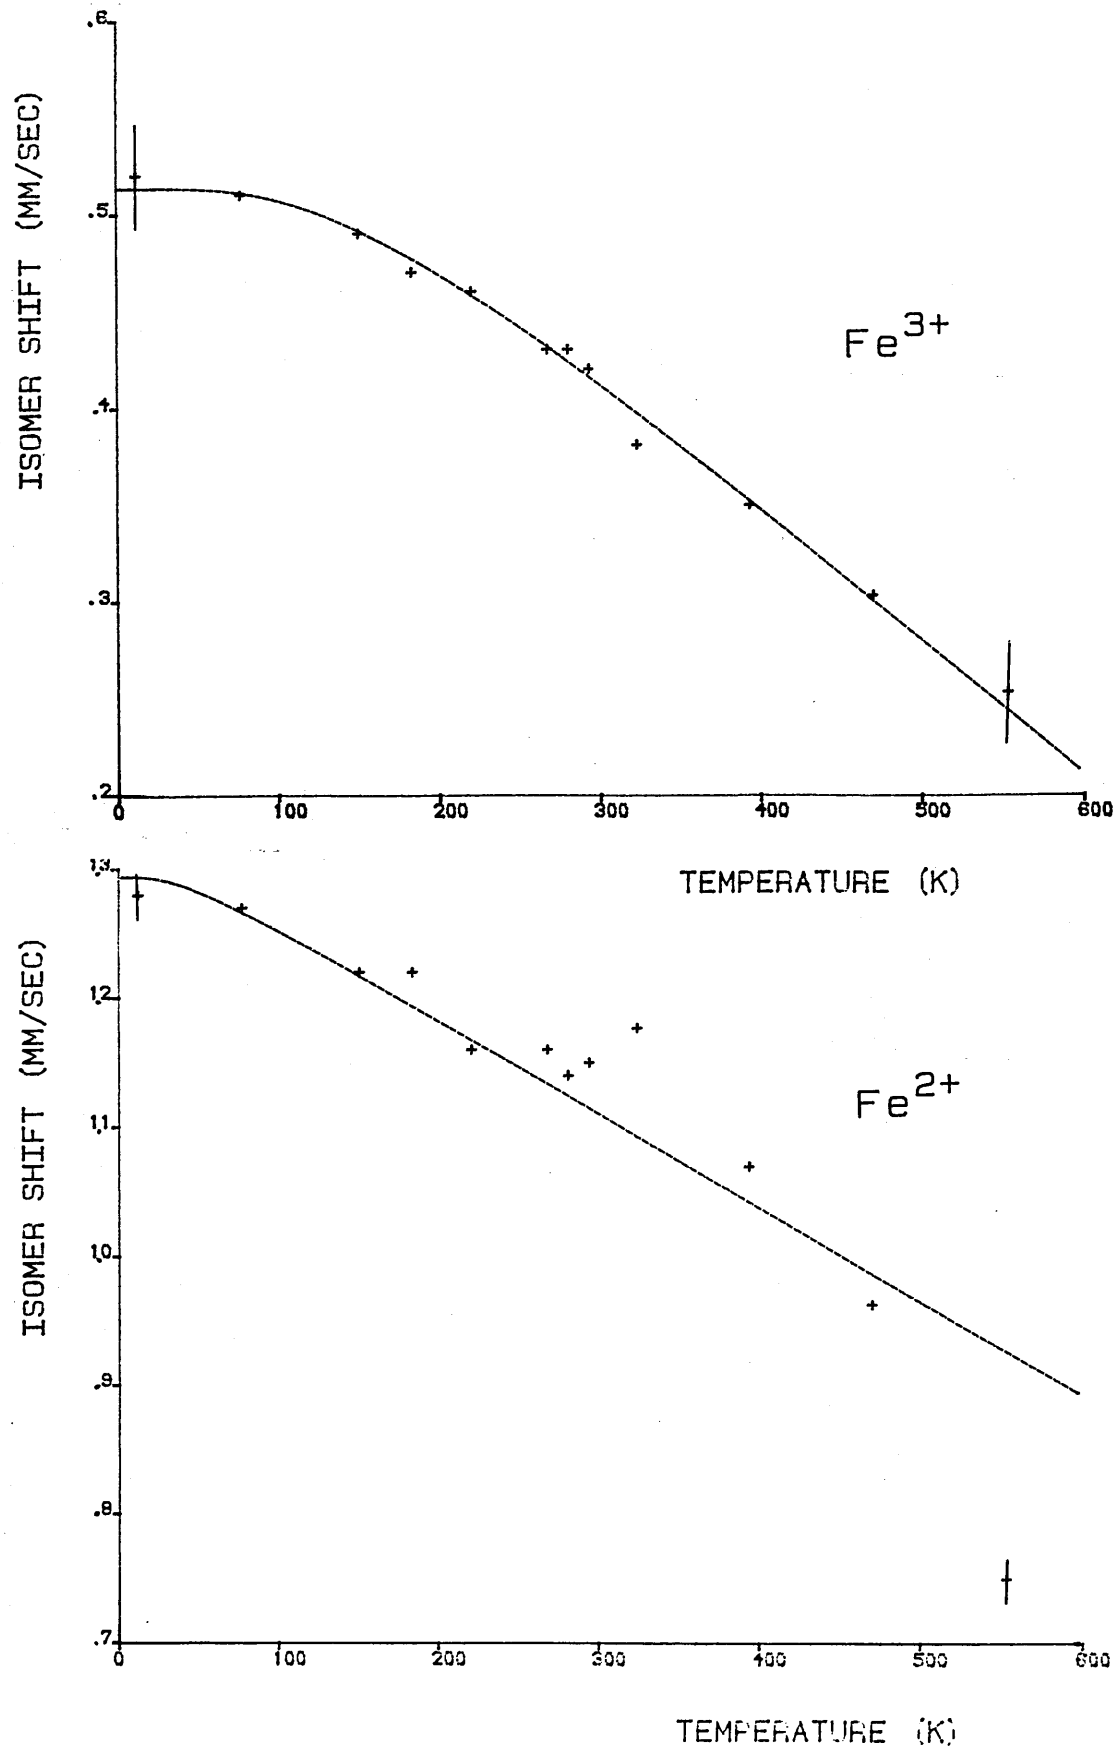 .6
.5
.4
.3
.2
ISOMER SHIFT (MM/SEC)
Fe3+
0 100 200 300 400 500 600
TEMPERATURE (K)
1.3
1.2
1.1
1.0
.9
.8
.7
ISOMER SHIFT (MM/SEC)
Fe2+
0 100 200 300 400 500 600
TEMPERATURE (K)